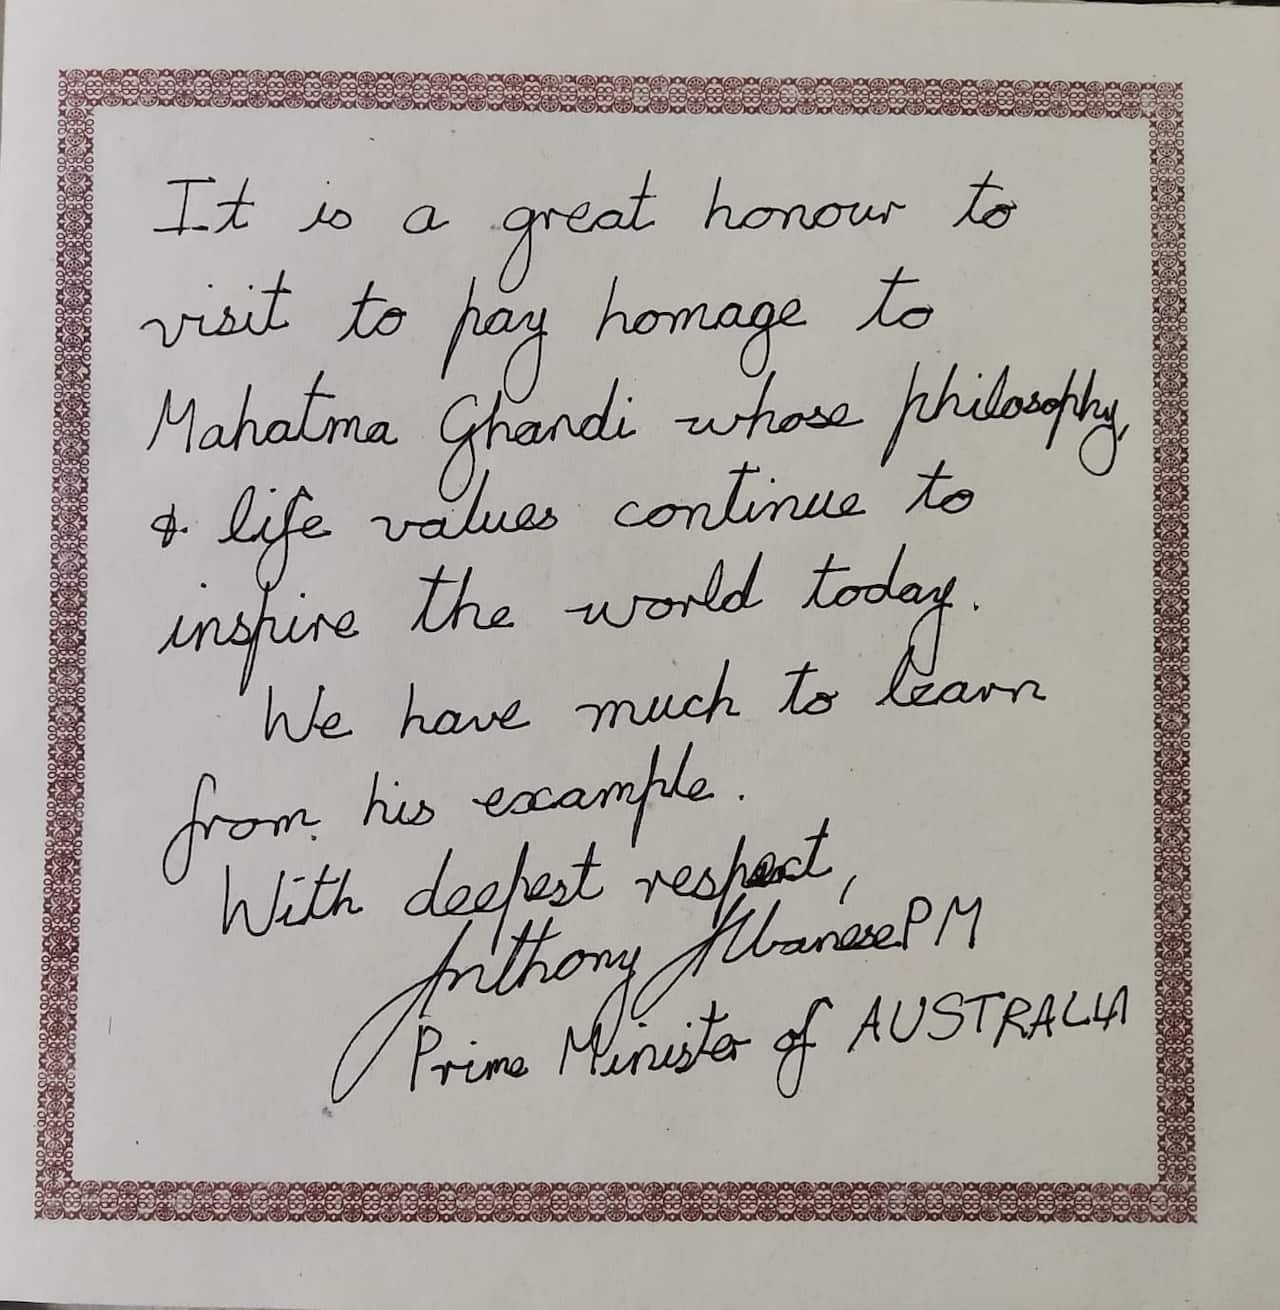 It is a great honour to
visit to pay homage to
Mahatma Ghandi whose philosophy,
& life values continue to
inspire the world today.
We have much to learn
from his example.
With deepest respect,
Anthony Albanese PM
Prime Minister of AUSTRALIA